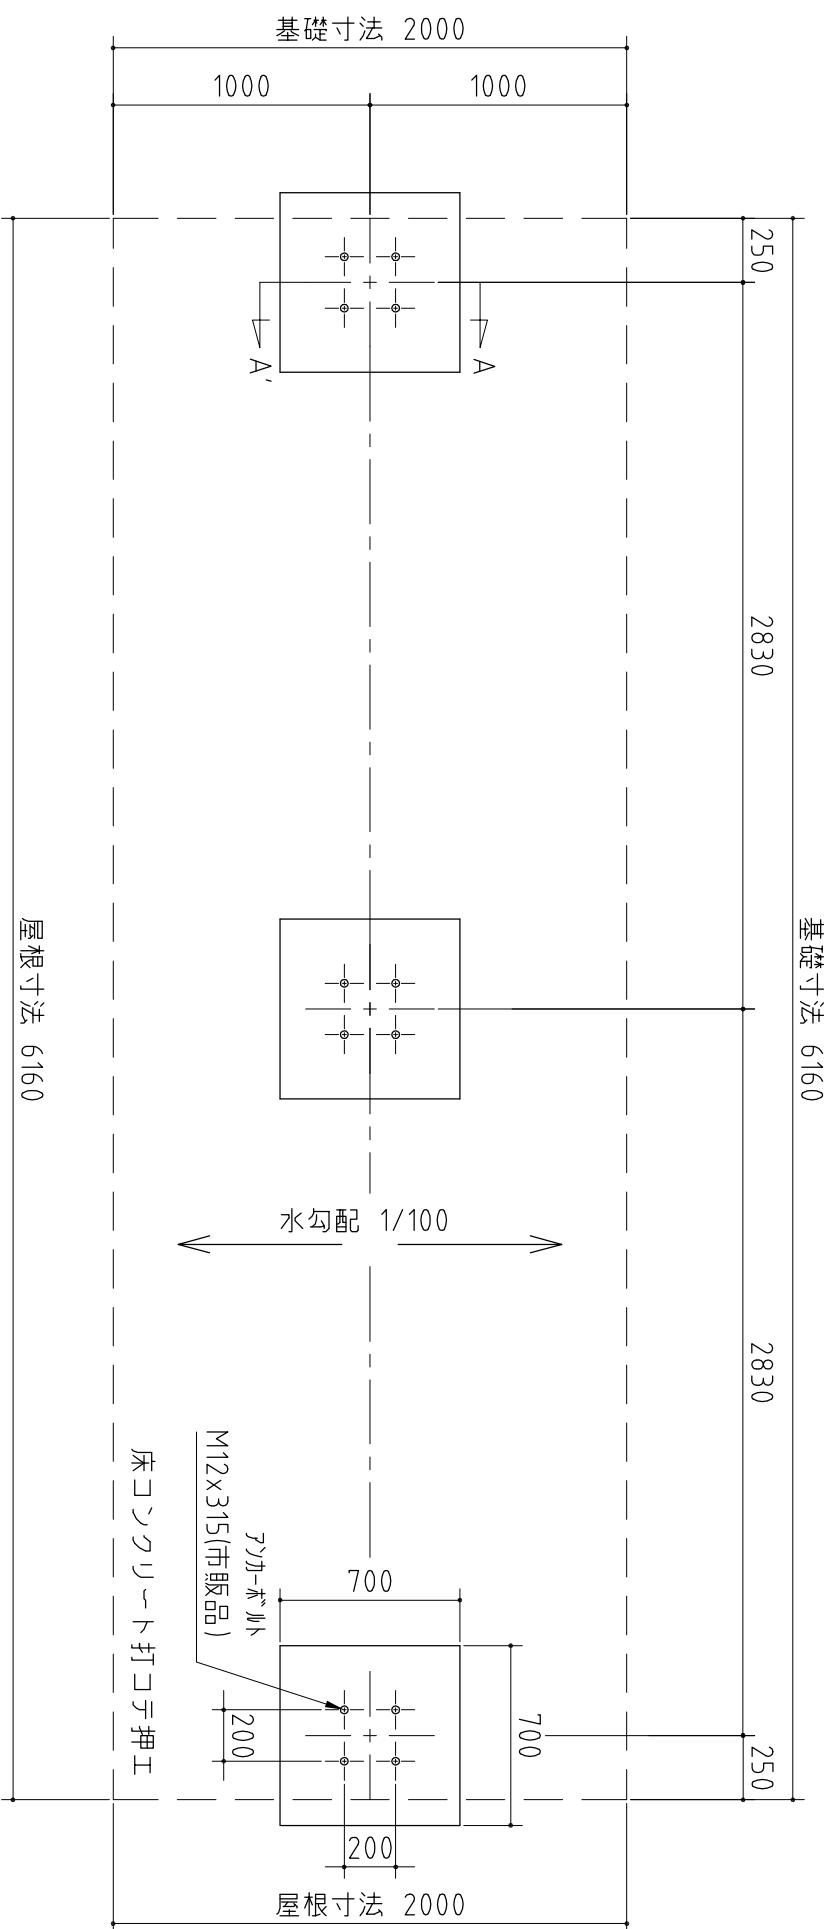 基礎寸法 2000
1000
1000
250
A
A'
2830
基礎寸法 6160
屋根寸法 6160
水勾配 1/100
2830
アンカーボルト
M12x315(市販品)
床コンクリート打コテ押エ
700
700
200
250
200
屋根寸法 2000